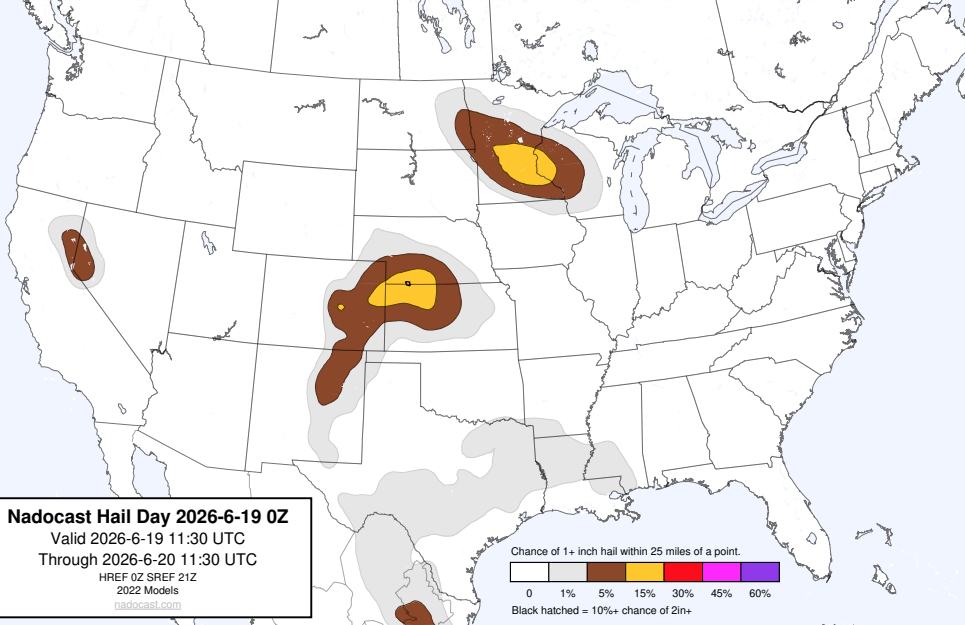 Nadocast Hail Day 2026-6-19 0Z
Valid 2026-6-19 11:30 UTC
Through 2026-6-20 11:30 UTC
HREF 0Z SREF 21Z
2022 Models
nadocast.com
Chance of 1+ inch hail within 25 miles of a point.
0 1% 5% 15% 30% 45% 60%
Black hatched = 10%+ chance of 2in+